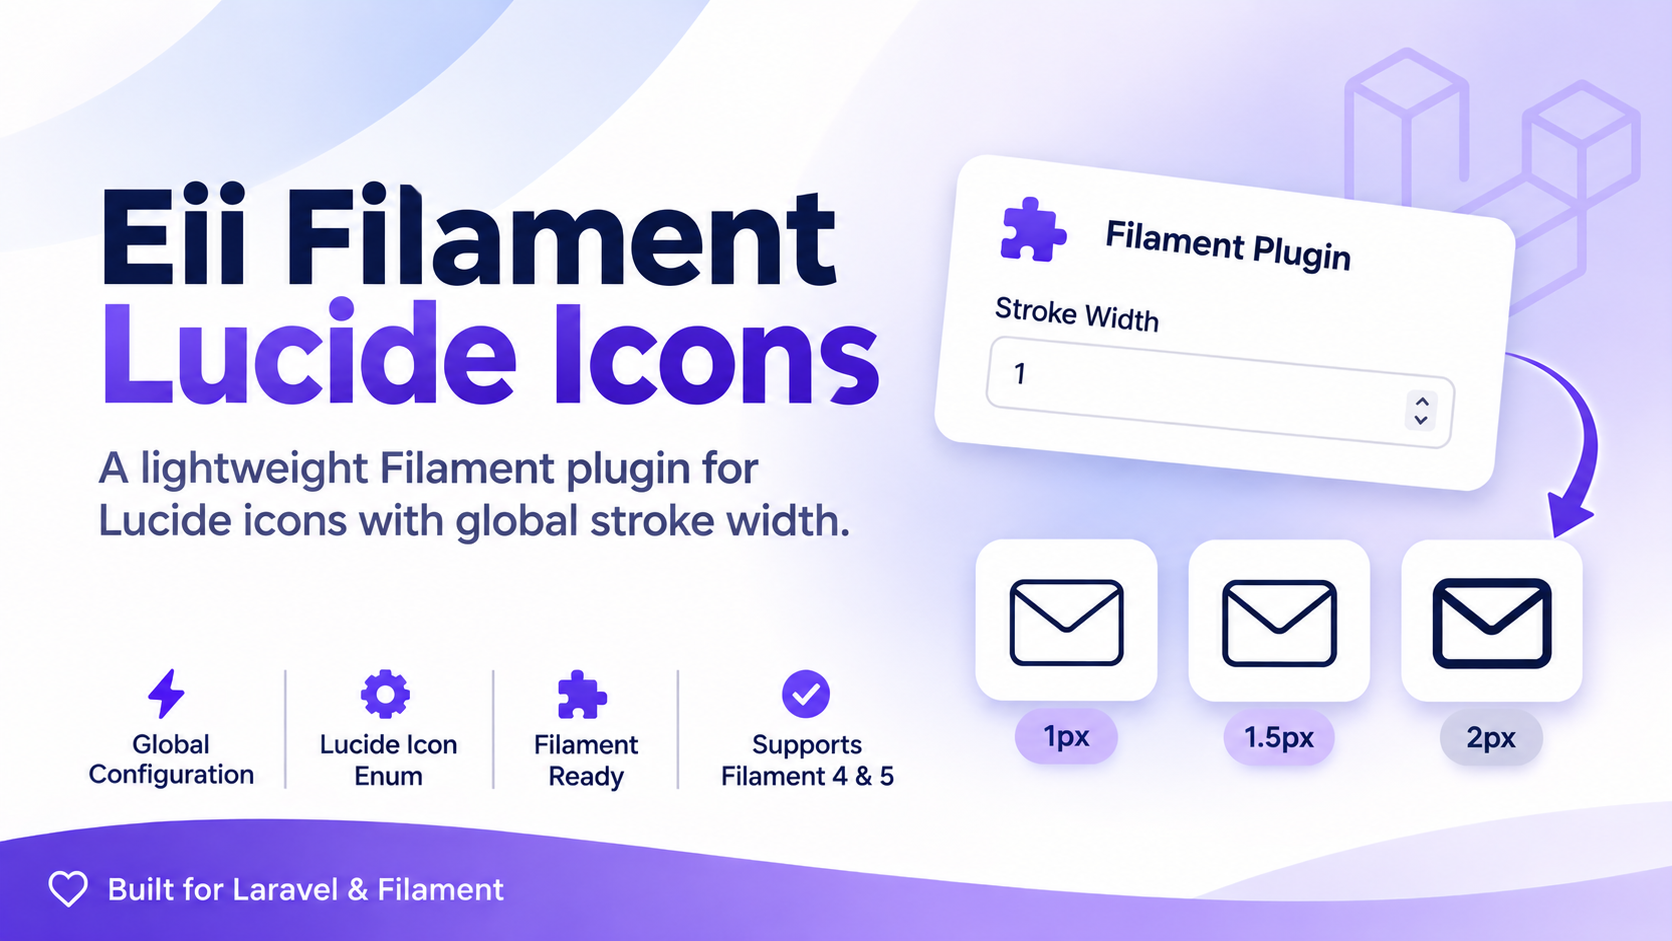 Eii Filament
Lucide Icons
A lightweight Filament plugin for
Lucide icons with global stroke width.
Global
Configuration
Lucide Icon
Enum
Filament
Ready
Supports
Filament 4 & 5
Built for Laravel & Filament
Filament Plugin
Stroke Width
1
1px
1.5px
2px